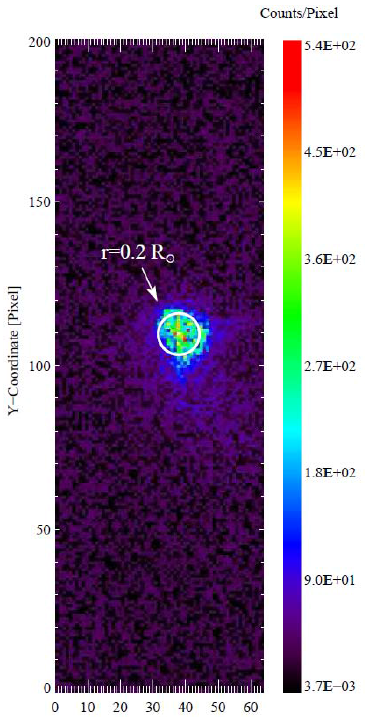 Counts/Pixel
200
5.4E+02
4.5E+02
150
r=0.2 R☉
3.6E+02
Y-Coordinate [Pixel]
100
2.7E+02
1.8E+02
50
9.0E+01
0
3.7E-03
0 10 20 30 40 50 60